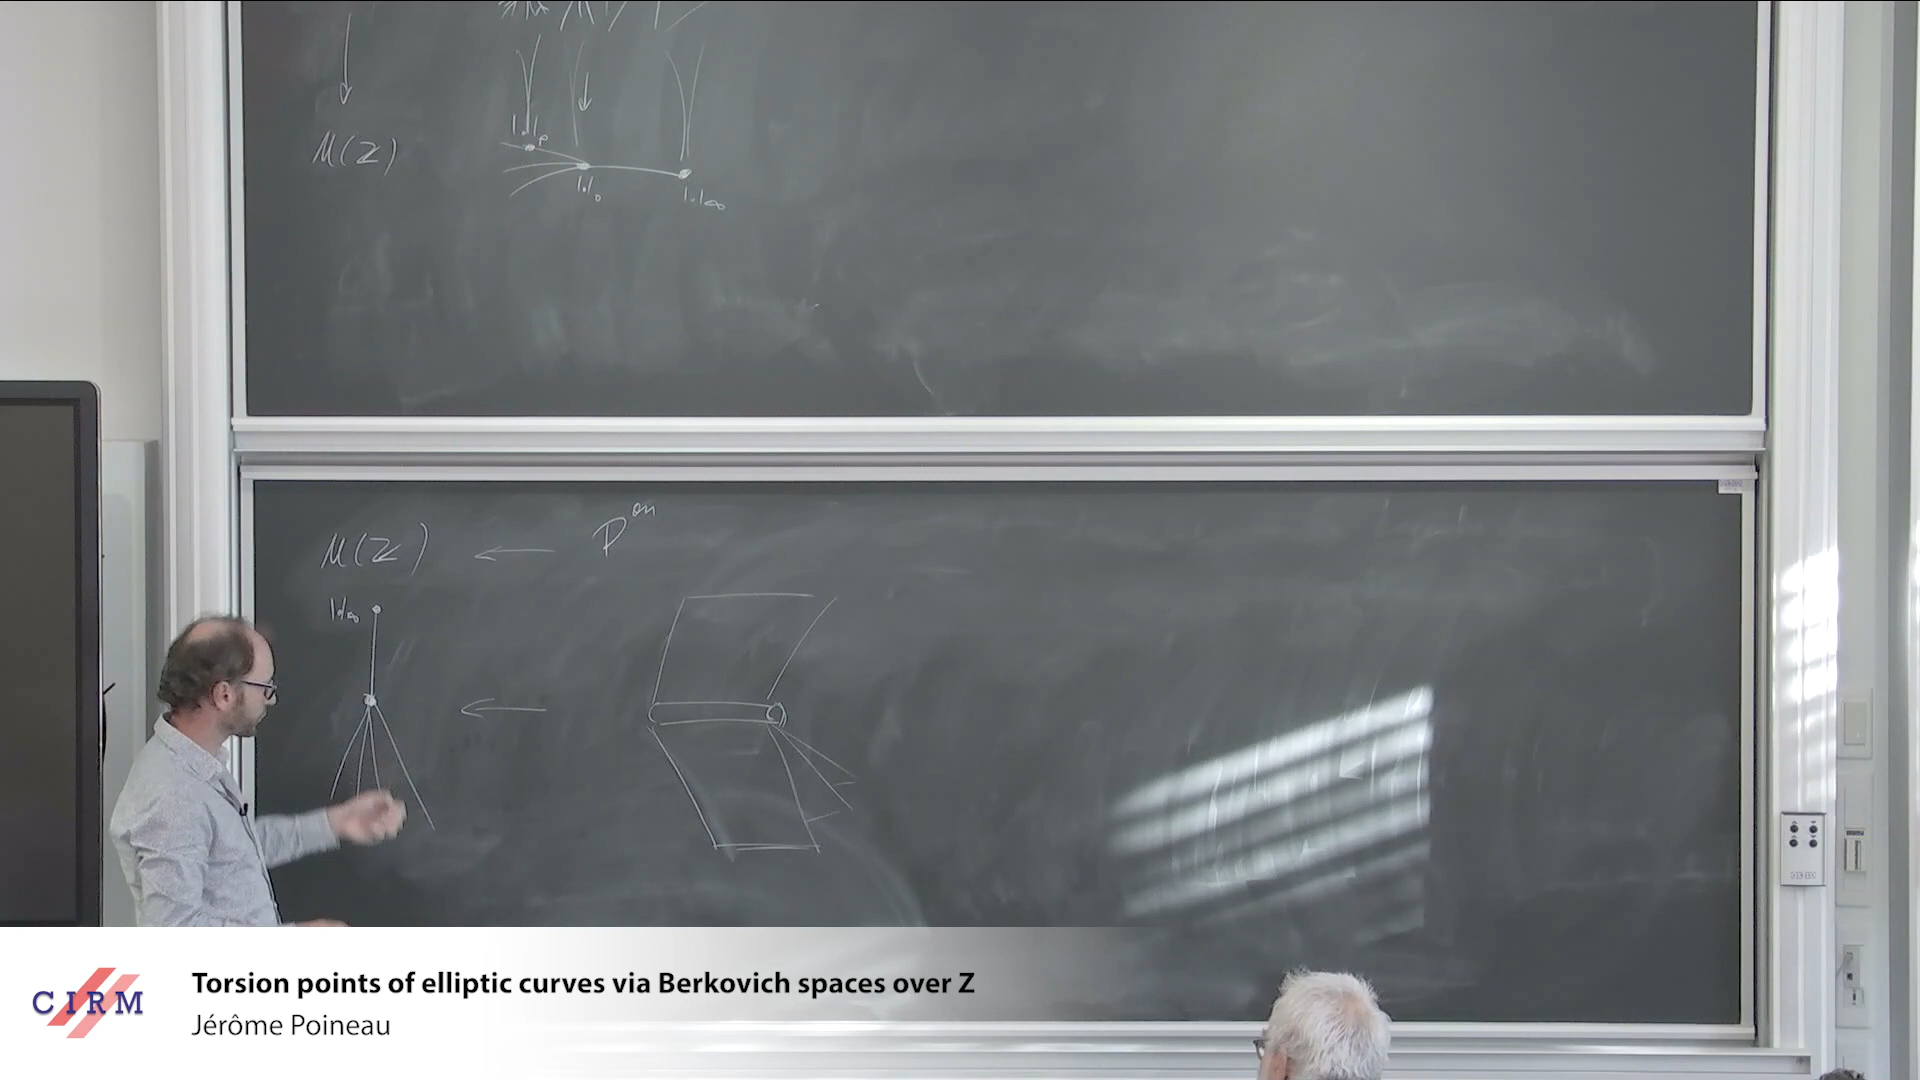 M(Z)
|.|p
|.|₀
|.|∞
M(Z) ← P^an
|.|∞
CIRM
Torsion points of elliptic curves via Berkovich spaces over Z
Jérôme Poineau